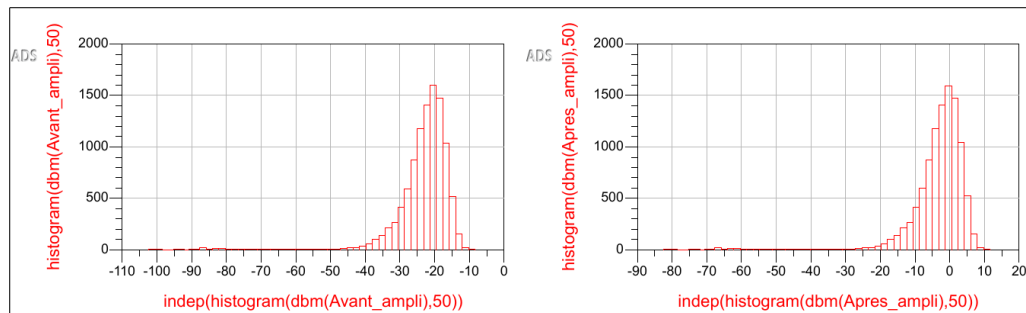 ADS
histogram(dbm(Avant_ampli),50)
2000
1500
1000
500
0
-110 -100 -90 -80 -70 -60 -50 -40 -30 -20 -10 0
indep(histogram(dbm(Avant_ampli),50))
ADS
histogram(dbm(Apres_ampli),50)
2000
1500
1000
500
0
-90 -80 -70 -60 -50 -40 -30 -20 -10 0 10 20
indep(histogram(dbm(Apres_ampli),50))